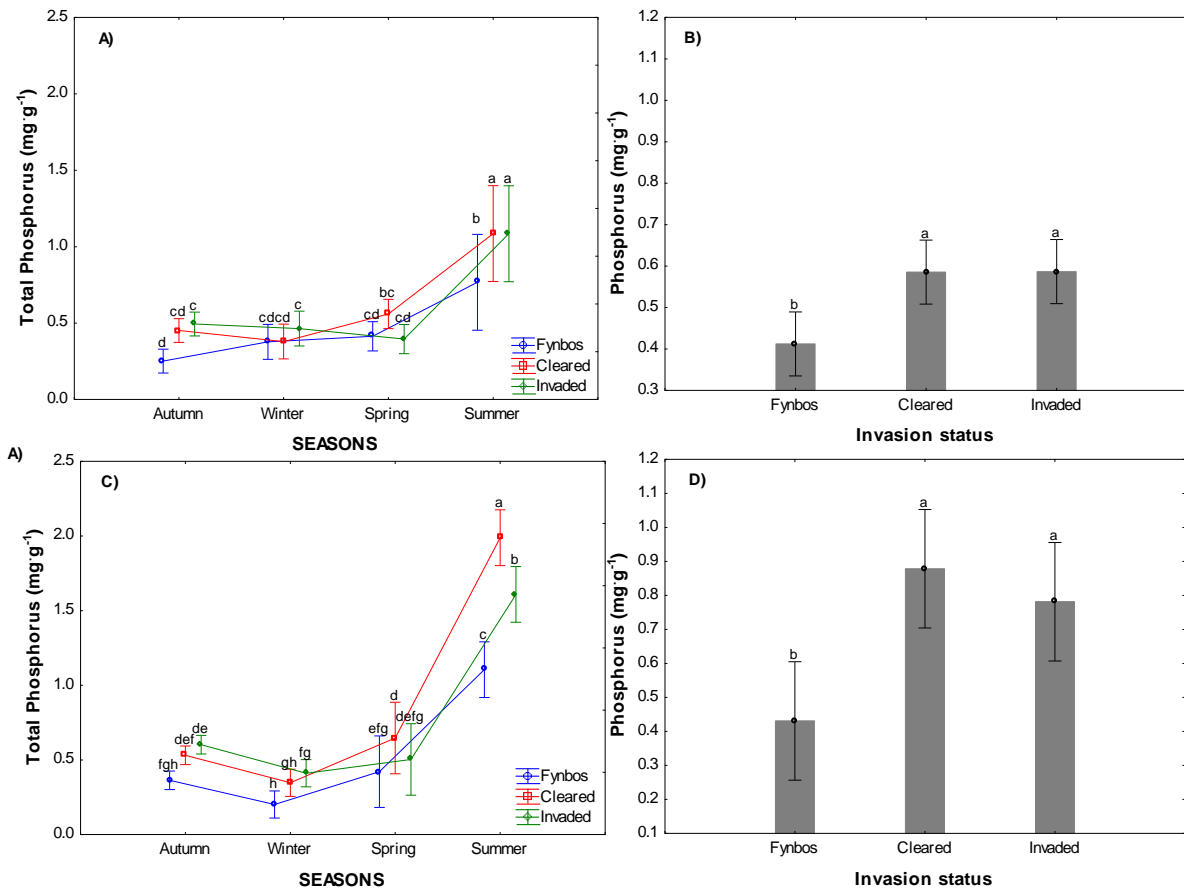 A)
Total Phosphorus (mg·g⁻¹)
2.5
2.0
1.5
1.0
0.5
0.0
a a
b
bc
cd c
cdcd c
cd cd
d
Fynbos
Cleared
Invaded
Autumn Winter Spring Summer
SEASONS
B)
Phosphorus (mg·g⁻¹)
1.2
1.1
1.0
0.9
0.8
0.7
0.6
0.5
0.4
0.3
b a a
Fynbos Cleared Invaded
Invasion status
A)
C)
Total Phosphorus (mg·g⁻¹)
2.5
2.0
1.5
1.0
0.5
0.0
a
b
c
d
efg defg
def de
fgh
gh fg
h
Fynbos
Cleared
Invaded
Autumn Winter Spring Summer
SEASONS
D)
Phosphorus (mg·g⁻¹)
1.2
1.1
1.0
0.9
0.8
0.7
0.6
0.5
0.4
0.3
0.2
0.1
b a a
Fynbos Cleared Invaded
Invasion status